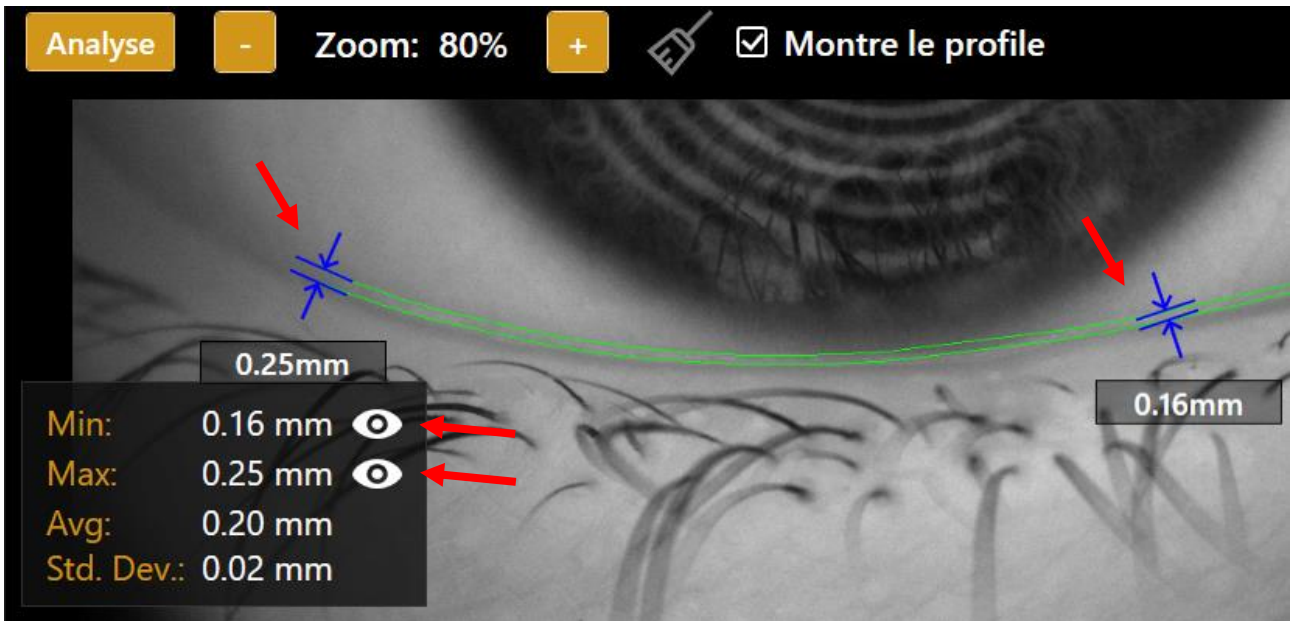 Analyse - Zoom: 80% + Montre le profile
0.25mm
0.16mm
Min: 0.16 mm
Max: 0.25 mm
Avg: 0.20 mm
Std. Dev.: 0.02 mm